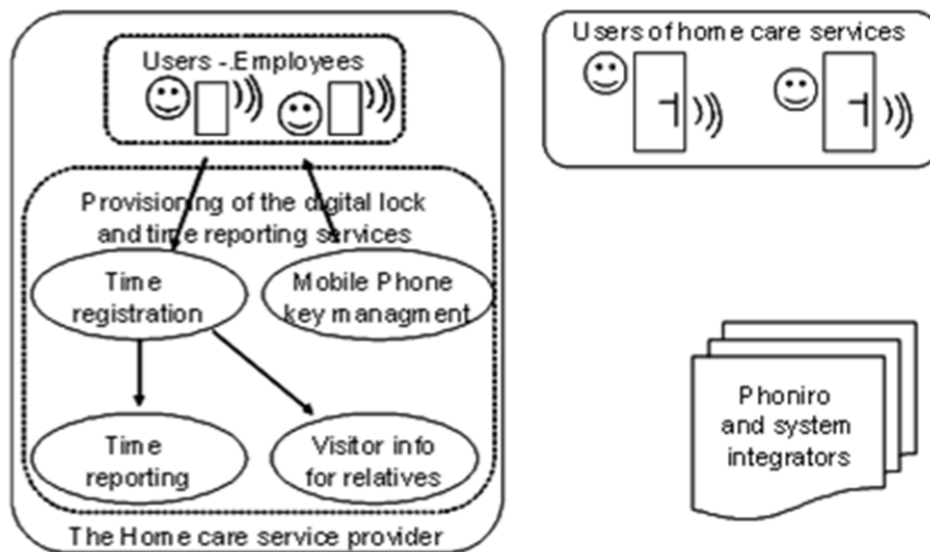 Users -.Employees
Users of home care services
Provisioning of the digital lock
and time reporting services
Time
registration
Mobile Phone
key managment
Time
reporting
Visitor info
for relatives
The Home care service provider
Phoniro
and system
integrators